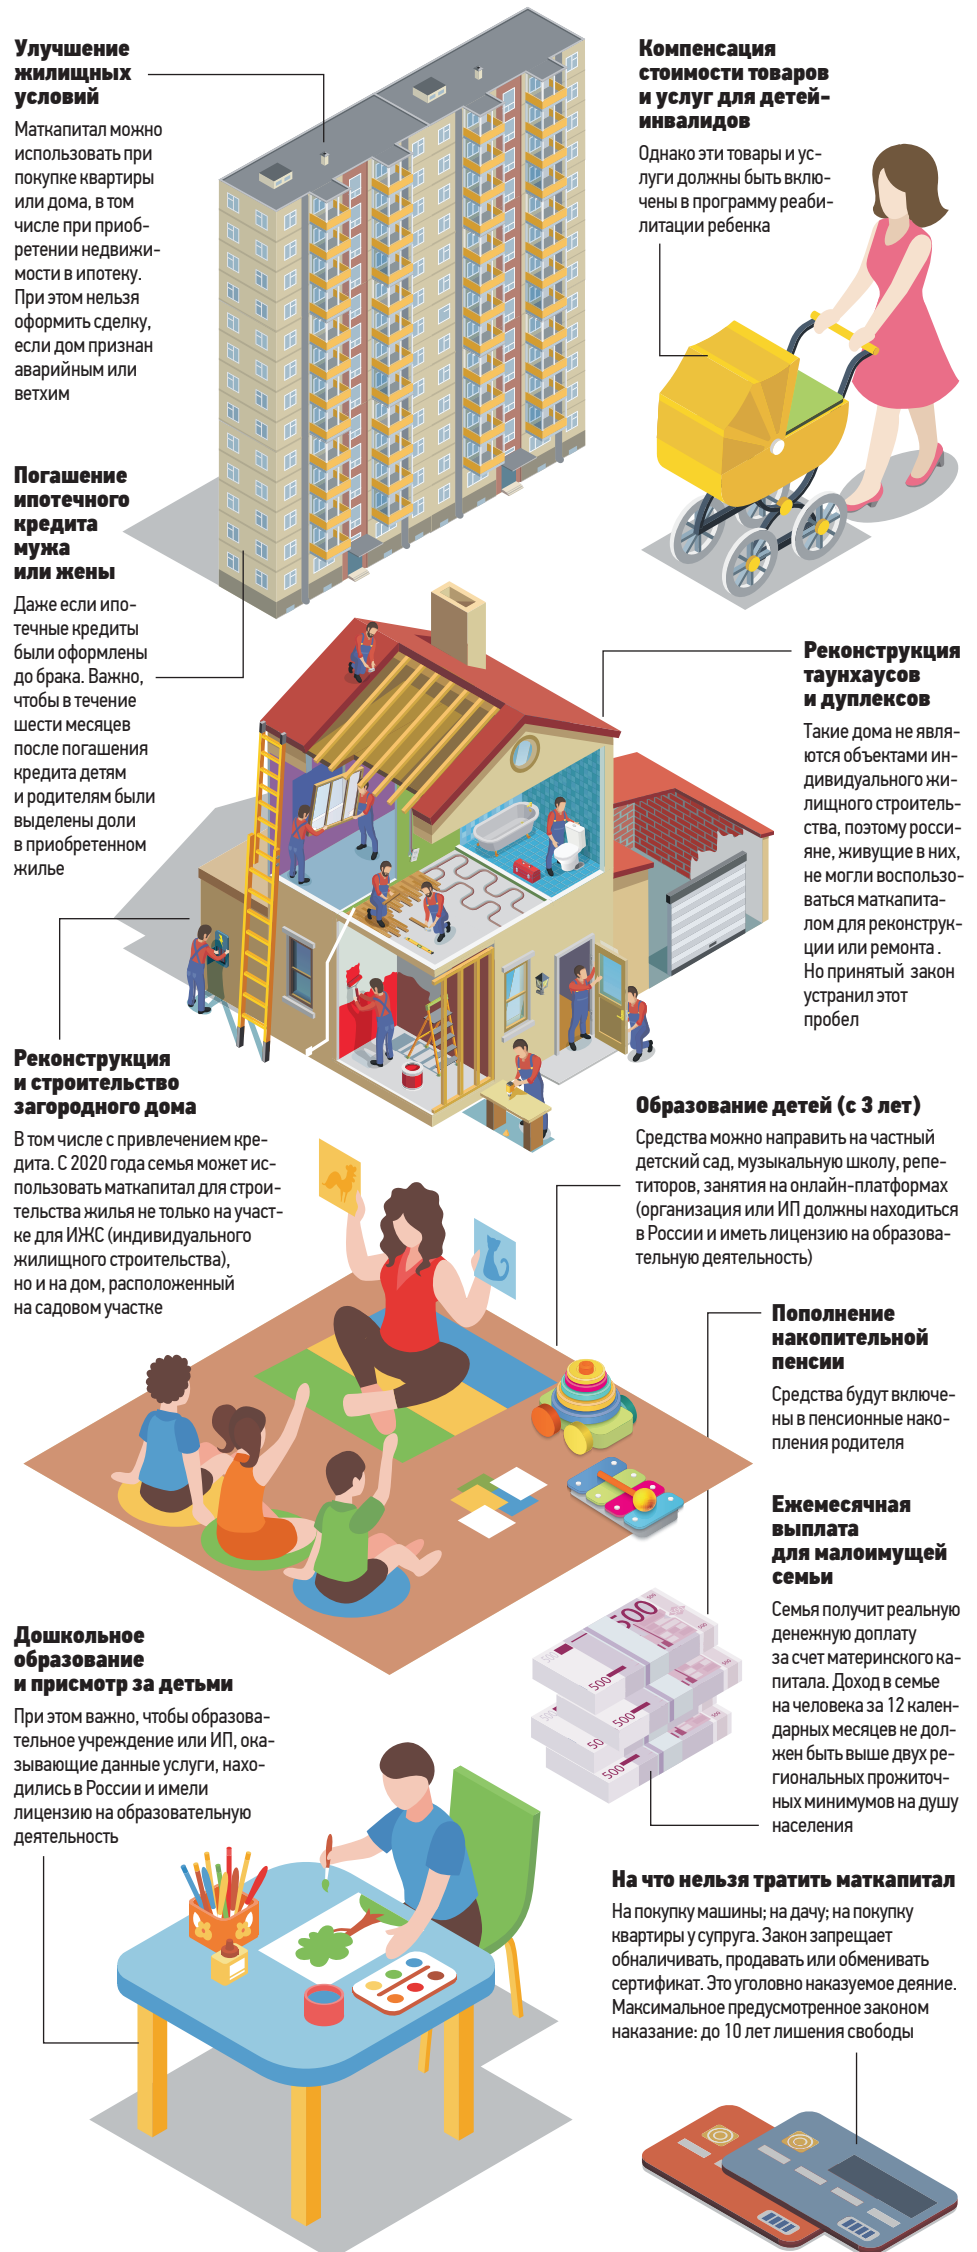 Улучшение
жилищных
условий
Маткапитал можно
использовать при
покупке квартиры
или дома, в том
числе при приоб-
ретении недвижи-
мости в ипотеку.
При этом нельзя
оформить сделку,
если дом признан
аварийным или
ветхим
Компенсация
стоимости товаров
и услуг для детей-
инвалидов
Однако эти товары и ус-
луги должны быть вклю-
чены в программу реаби-
литации ребенка
Погашение
ипотечного
кредита
мужа
или жены
Даже если ипо-
течные кредиты
были оформлены
до брака. Важно,
чтобы в течение
шести месяцев
после погашения
кредита детям
и родителям были
выделены доли
в приобретенном
жилье
Реконструкция
таунхаусов
и дуплексов
Такие дома не явля-
ются объектами ин-
дивидуального жи-
лищного строитель-
ства, поэтому росси-
яне, живущие в них,
не могли воспользо-
ваться маткапита-
лом для реконструк-
ции или ремонта .
Но принятый закон
устранил этот
пробел
Реконструкция
и строительство
загородного дома
В том числе с привлечением кре-
дита. С 2020 года семья может ис-
пользовать маткапитал для строи-
тельства жилья не только на участ-
ке для ИЖС (индивидуального
жилищного строительства),
но и на дом, расположенный
на садовом участке
Образование детей (с 3 лет)
Средства можно направить на частный
детский сад, музыкальную школу, репе-
титоров, занятия на онлайн-платформах
(организация или ИП должны находиться
в России и иметь лицензию на образова-
тельную деятельность)
Пополнение
накопительной
пенсии
Средства будут включе-
ны в пенсионные нако-
пления родителя
Ежемесячная
выплата
для малоимущей
семьи
Семья получит реальную
денежную доплату
за счет материнского ка-
питала. Доход в семье
на человека за 12 кален-
дарных месяцев не дол-
жен быть выше двух ре-
гиональных прожиточ-
ных минимумов на душу
населения
500
500
500
50
500
Дошкольное
образование
и присмотр за детьми
При этом важно, чтобы образова-
тельное учреждение или ИП, ока-
зывающие данные услуги, нахо-
дились в России и имели
лицензию на образовательную
деятельность
На что нельзя тратить маткапитал
На покупку машины; на дачу; на покупку
квартиры у супруга. Закон запрещает
обналичивать, продавать или обменивать
сертификат. Это уголовно наказуемое деяние.
Максимальное предусмотренное законом
наказание: до 10 лет лишения свободы